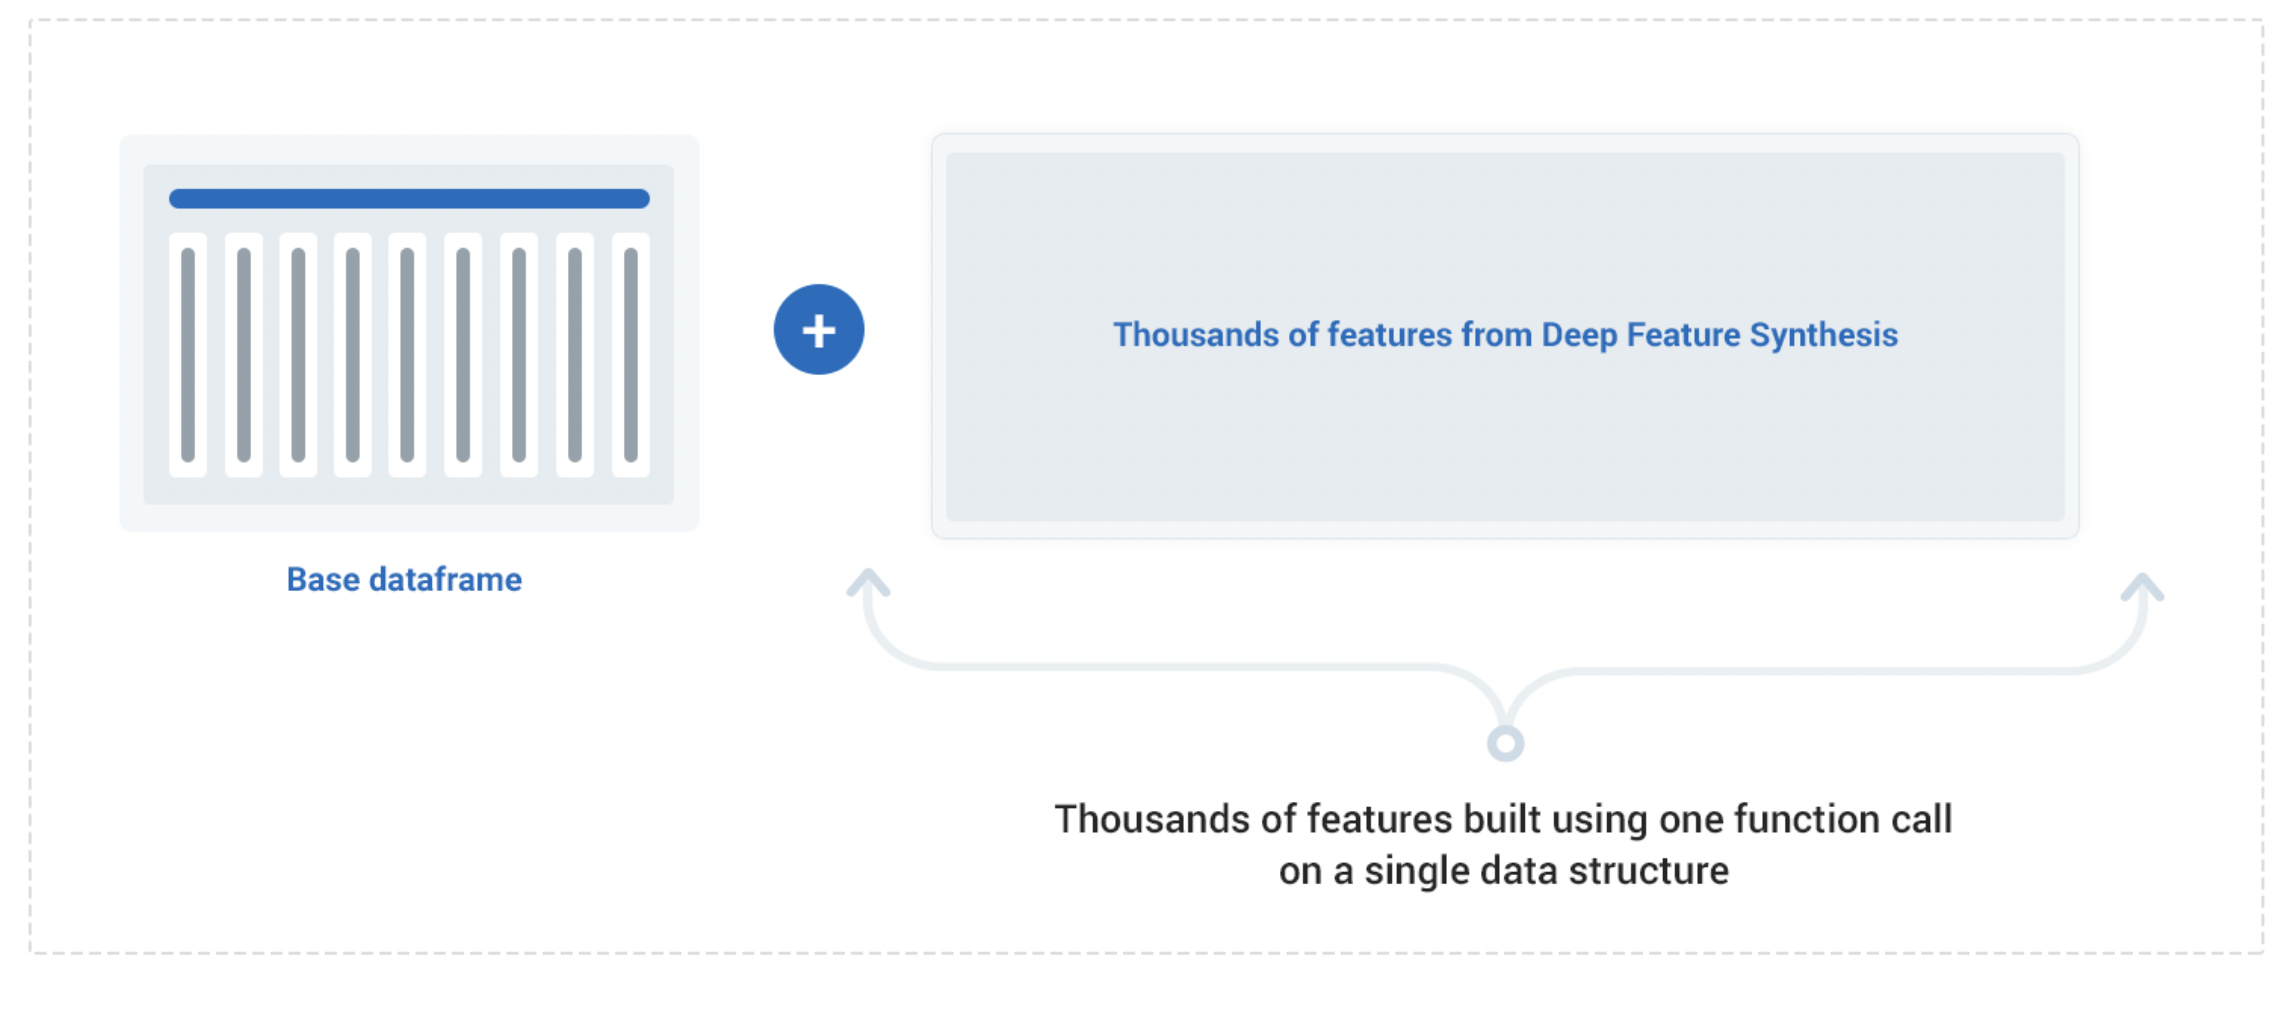 Thousands of features from Deep Feature Synthesis
Base dataframe
Thousands of features built using one function call
on a single data structure